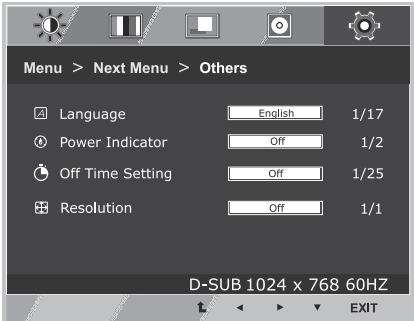 Menu > Next Menu > Others
Language English 1/17
Power Indicator Off 1/2
Off Time Setting Off 1/25
Resolution Off 1/1
D-SUB 1024 x 768 60HZ
EXIT